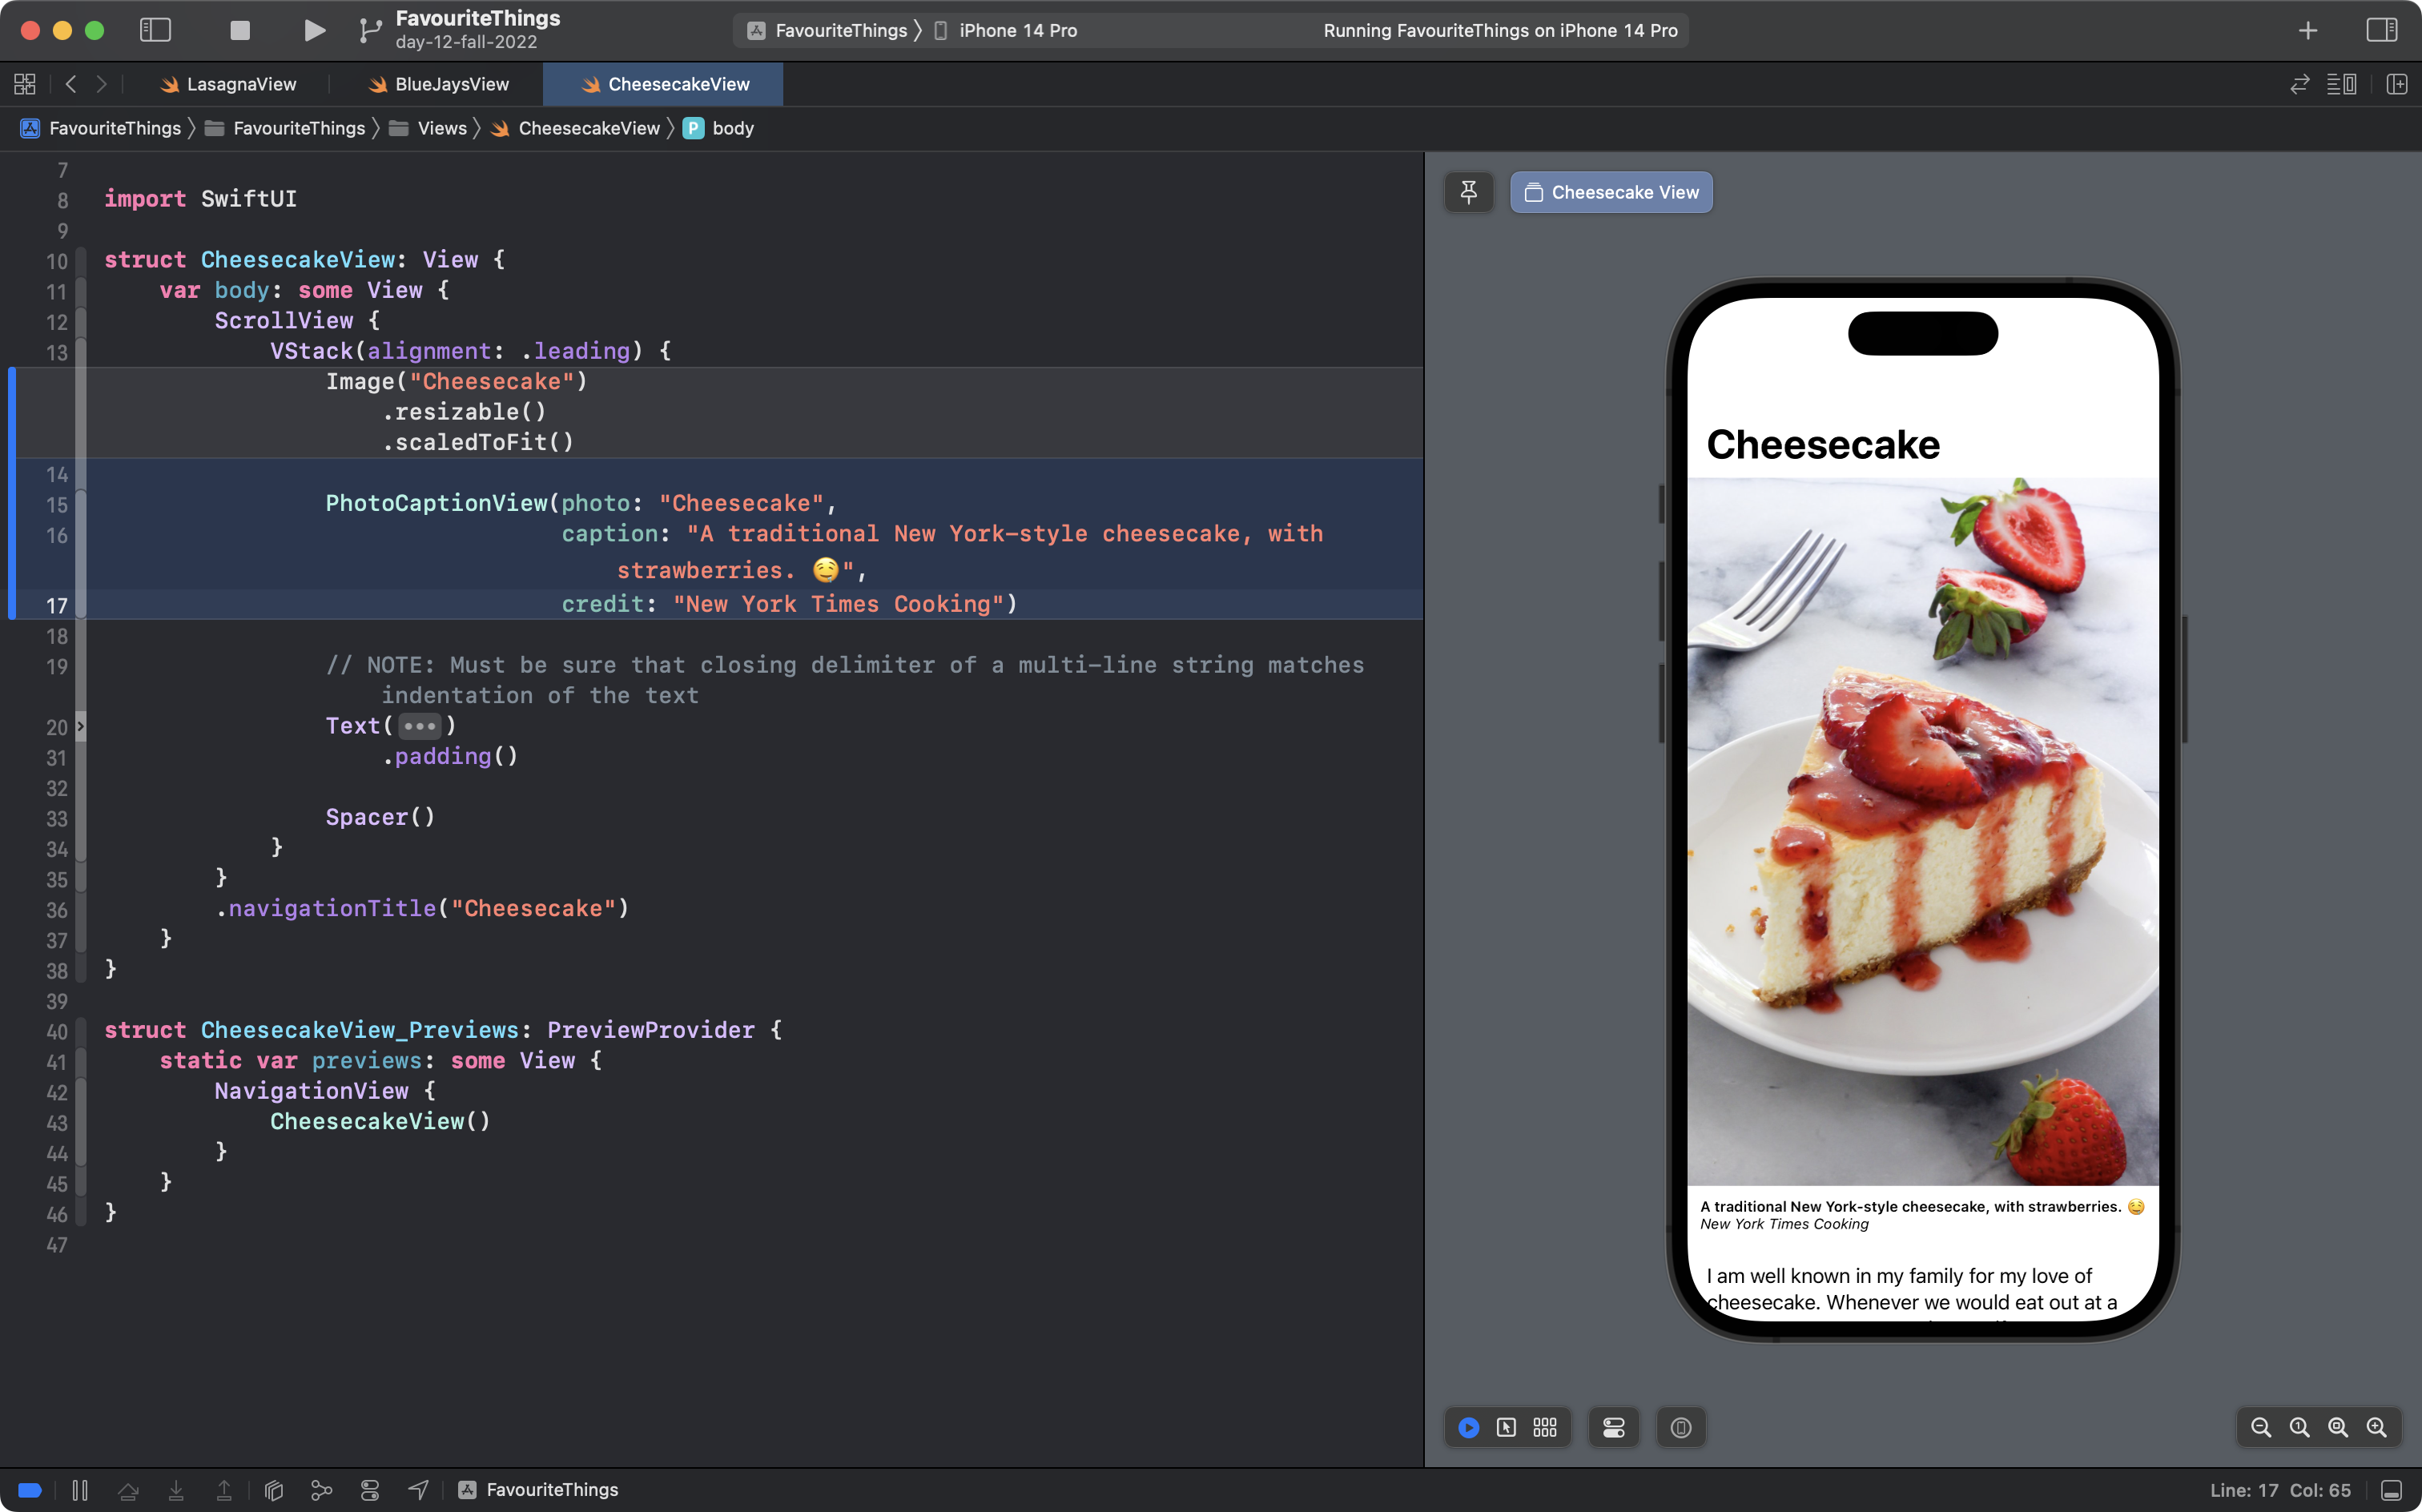 FavouriteThings
day-12-fall-2022
FavouriteThings
iPhone 14 Pro
Running FavouriteThings on iPhone 14 Pro
LasagnaView
BlueJaysView
CheesecakeView
FavouriteThings
FavouriteThings
Views
CheesecakeView
P
body
7
8 import SwiftUI
9
10 struct CheesecakeView: View {
11 var body: some View {
12 ScrollView {
13 VStack(alignment: .leading) {
Image("Cheesecake")
.resizable()
.scaledToFit()
14
15 PhotoCaptionView(photo: "Cheesecake",
16 caption: "A traditional New York-style cheesecake, with
strawberries. 🤤",
17 credit: "New York Times Cooking")
18
19 // NOTE: Must be sure that closing delimiter of a multi-line string matches
indentation of the text
20 Text(•••)
31 .padding()
32
33 Spacer()
34 }
35 }
36 .navigationTitle("Cheesecake")
37 }
38 }
39
40 struct CheesecakeView_Previews: PreviewProvider {
41 static var previews: some View {
42 NavigationView {
43 CheesecakeView()
44 }
45 }
46 }
47
Cheesecake View
Cheesecake
A traditional New York-style cheesecake, with strawberries. 🤤
New York Times Cooking
I am well known in my family for my love of
cheesecake. Whenever we would eat out at a
FavouriteThings
Line: 17 Col: 65